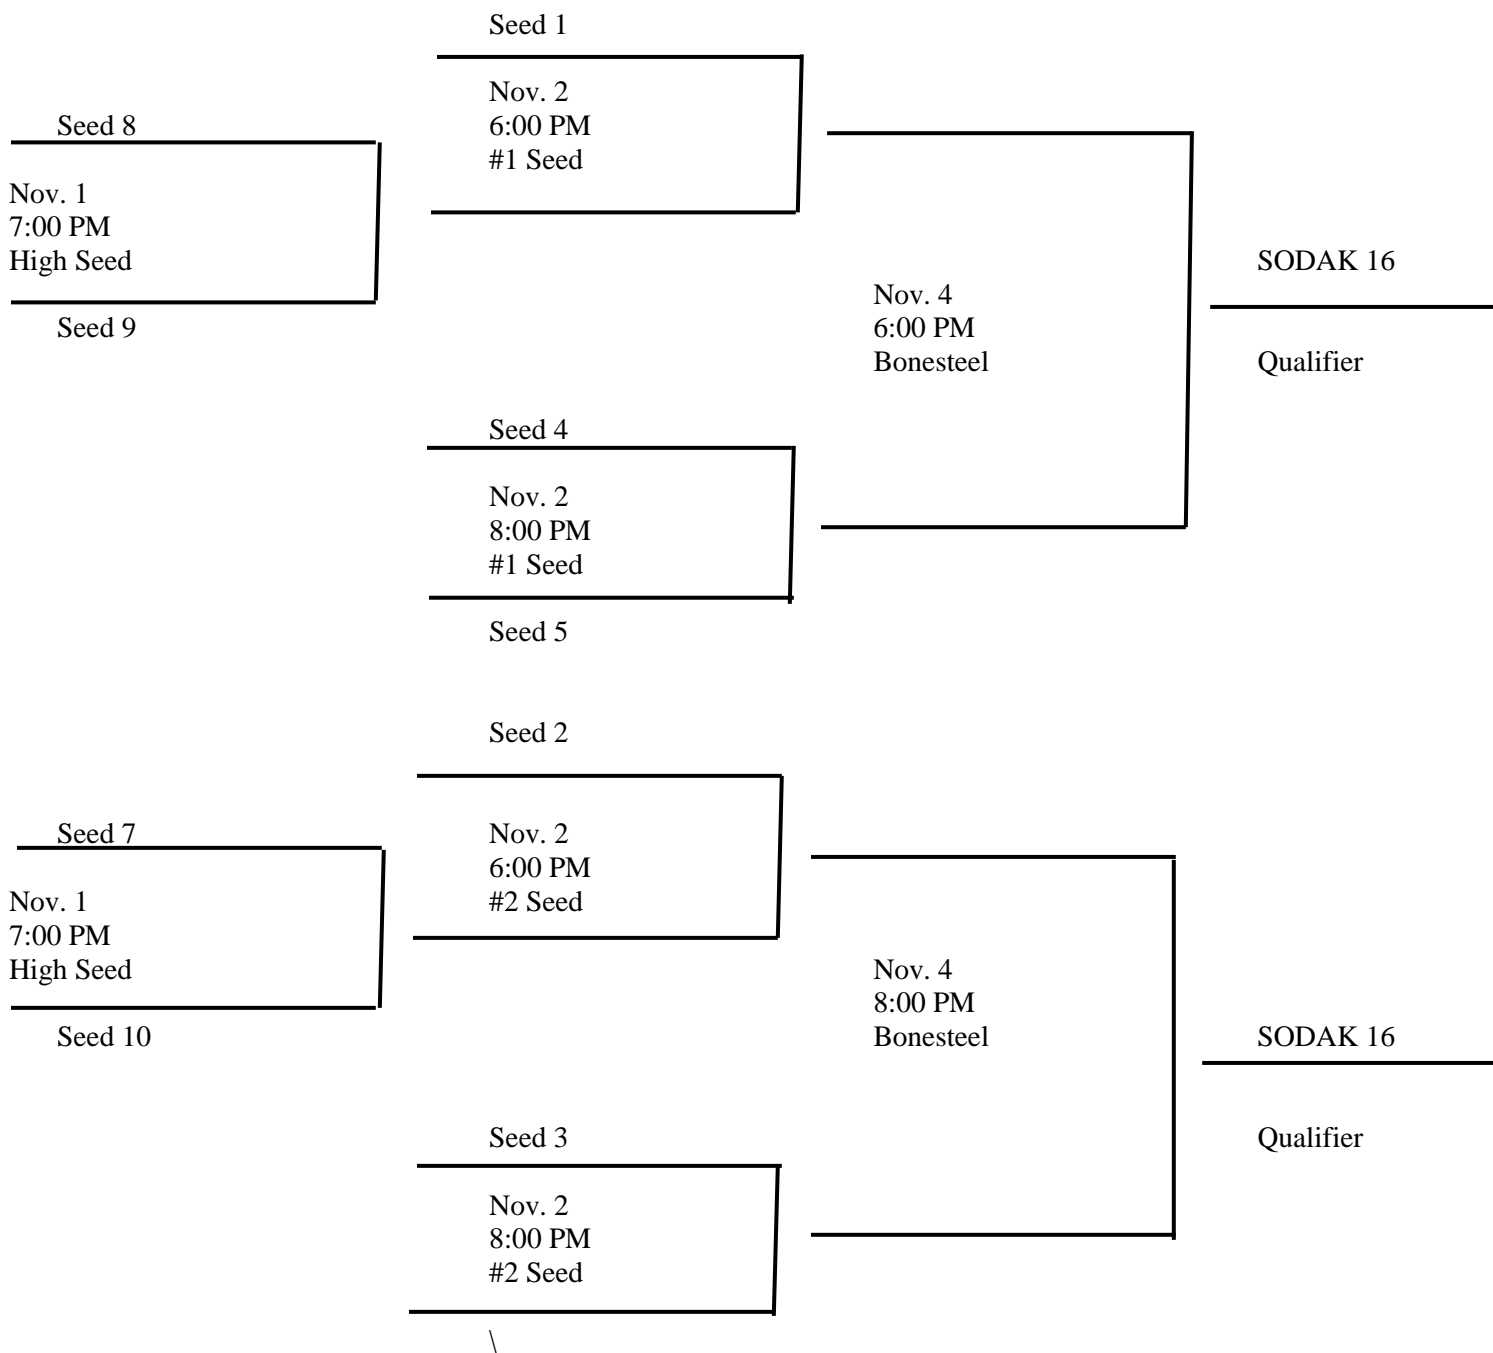 Seed 1
Nov. 2
6:00 PM
#1 Seed
Seed 8
Nov. 1
7:00 PM
High Seed
Seed 9
Nov. 4
6:00 PM
Bonesteel
SODAK 16
Qualifier
Seed 4
Nov. 2
8:00 PM
#1 Seed
Seed 5
Seed 2
Nov. 2
6:00 PM
#2 Seed
Seed 7
Nov. 1
7:00 PM
High Seed
Seed 10
Nov. 4
8:00 PM
Bonesteel
SODAK 16
Qualifier
Seed 3
Nov. 2
8:00 PM
#2 Seed
\